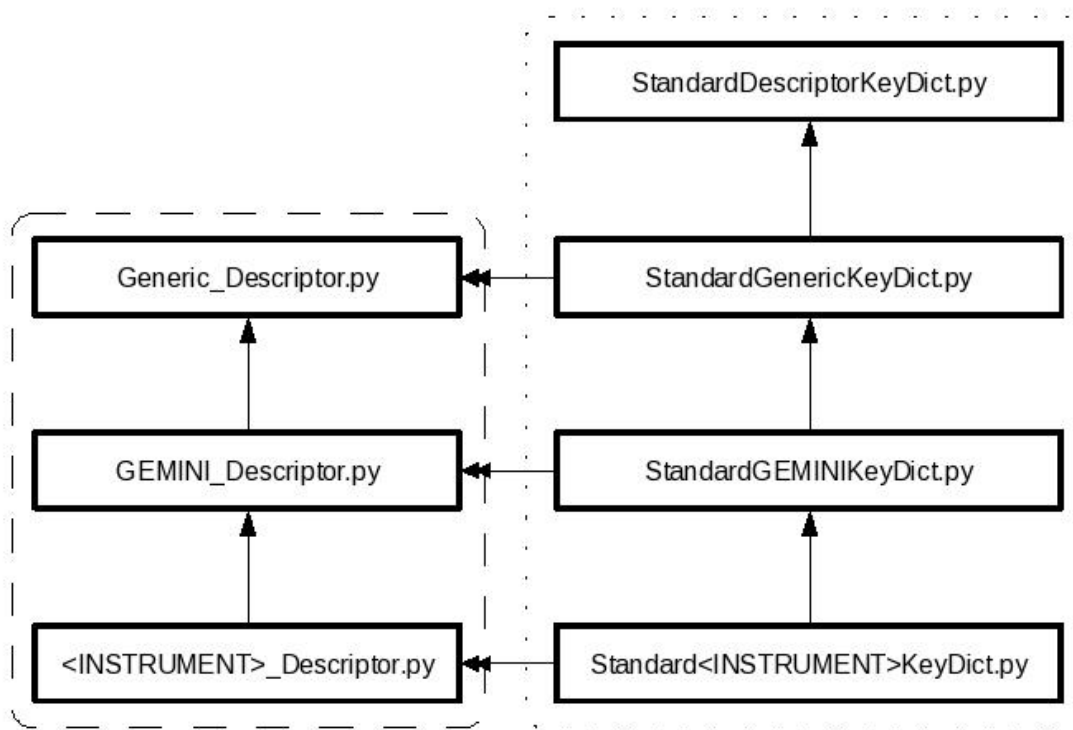 StandardDescriptorKeyDict.py
Generic_Descriptor.py
StandardGenericKeyDict.py
GEMINI_Descriptor.py
StandardGEMINIKeyDict.py
<INSTRUMENT>_Descriptor.py
Standard<INSTRUMENT>KeyDict.py